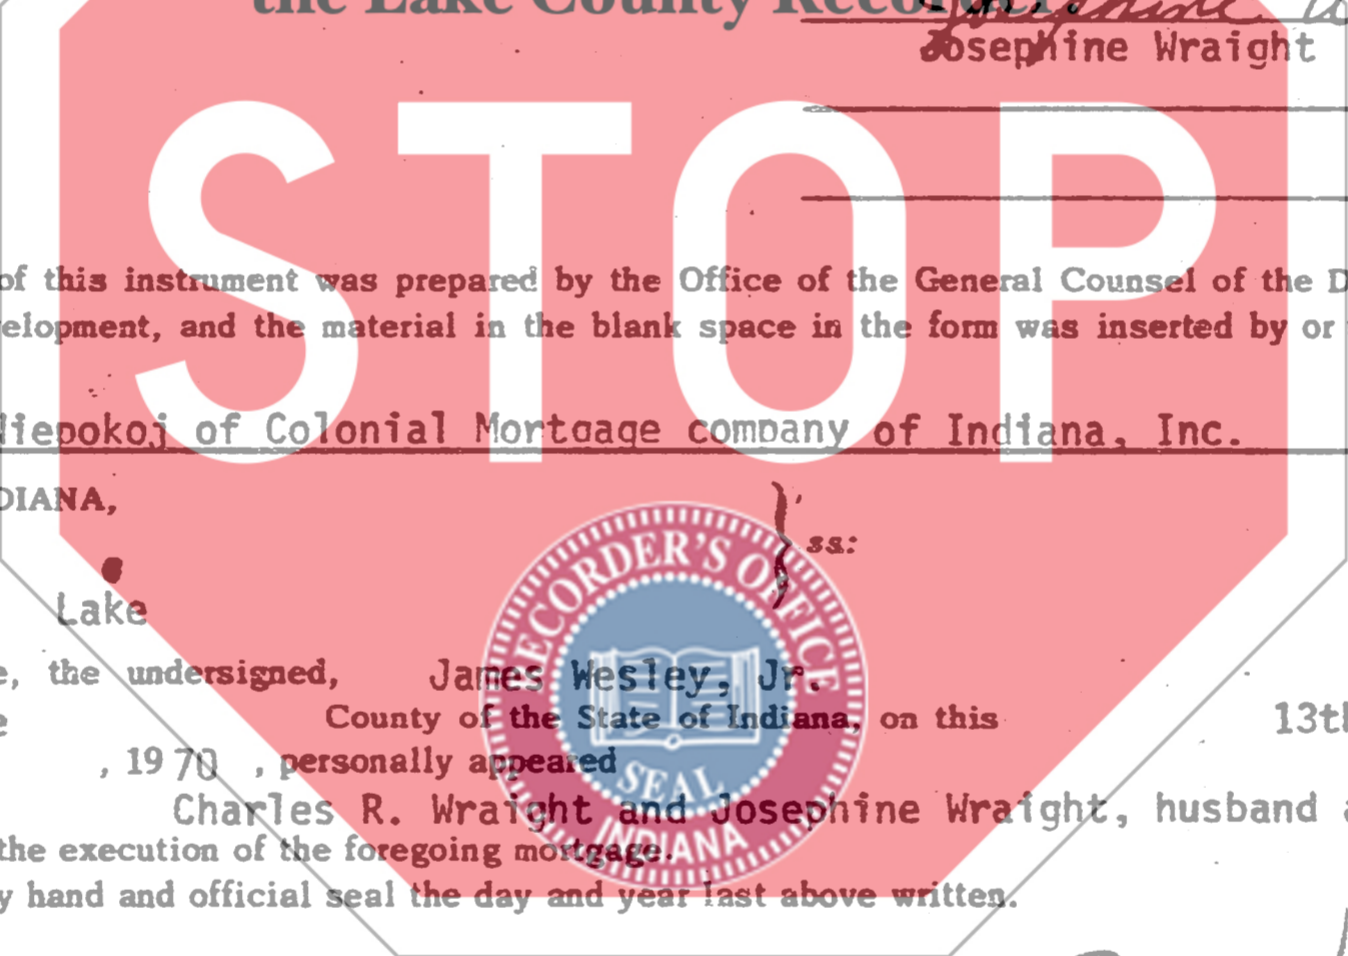 the Lake County Recorder!
Josephine
Josephine Wraight
STOP
of this instrument was prepared by the Office of the General Counsel of the D
elopment, and the material in the blank space in the form was inserted by or
iepokoj of Colonial Mortgage company of Indiana, Inc.
DIANA,
ss:
Lake
RECORDER'S OFFICE
e, the undersigned, James Wesley, Jr.
e County of the State of Indiana, on this 13th
, 1970 , personally appeared
SEAL
Charles R. Wraight and Josephine Wraight, husband a
INDIANA
the execution of the foregoing mortgage.
y hand and official seal the day and year last above written.